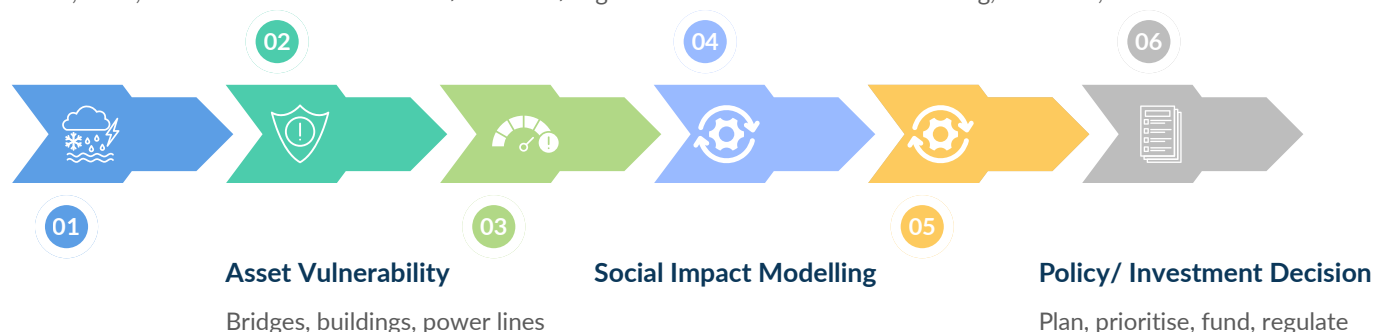 02
04
06
01
03
05
Asset Vulnerability
Social Impact Modelling
Policy/ Investment Decision
Bridges, buildings, power lines
Plan, prioritise, fund, regulate